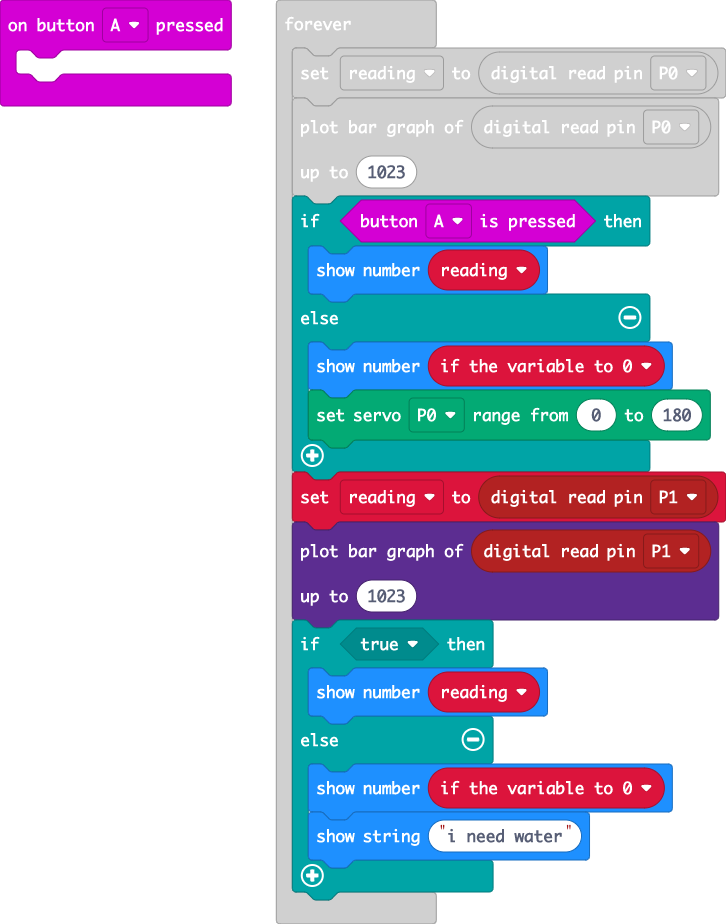 on button A pressed
forever
set reading to digital read pin P0
plot bar graph of digital read pin P0
up to 1023
if button A is pressed then
show number reading
else
show number if the variable to 0
set servo P0 range from 0 to 180
set reading to digital read pin P1
plot bar graph of digital read pin P1
up to 1023
if true then
show number reading
else
show number if the variable to 0
show string "i need water"